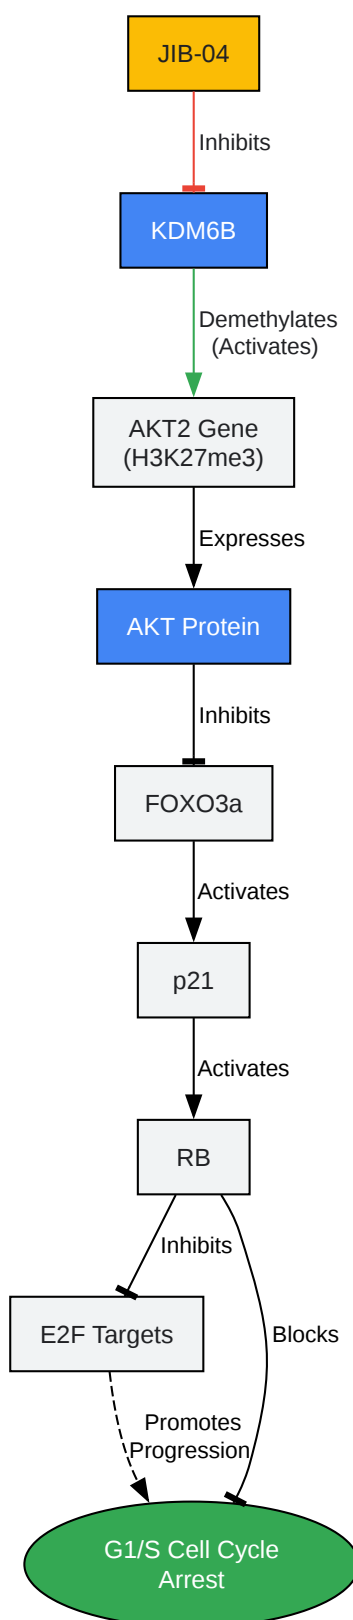 JIB-04
Inhibits
KDM6B
Demethylates
(Activates)
AKT2 Gene
(H3K27me3)
Expresses
AKT Protein
Inhibits
FOXO3a
Activates
p21
Activates
RB
Inhibits
E2F Targets
Blocks
Promotes
Progression
G1/S Cell Cycle
Arrest